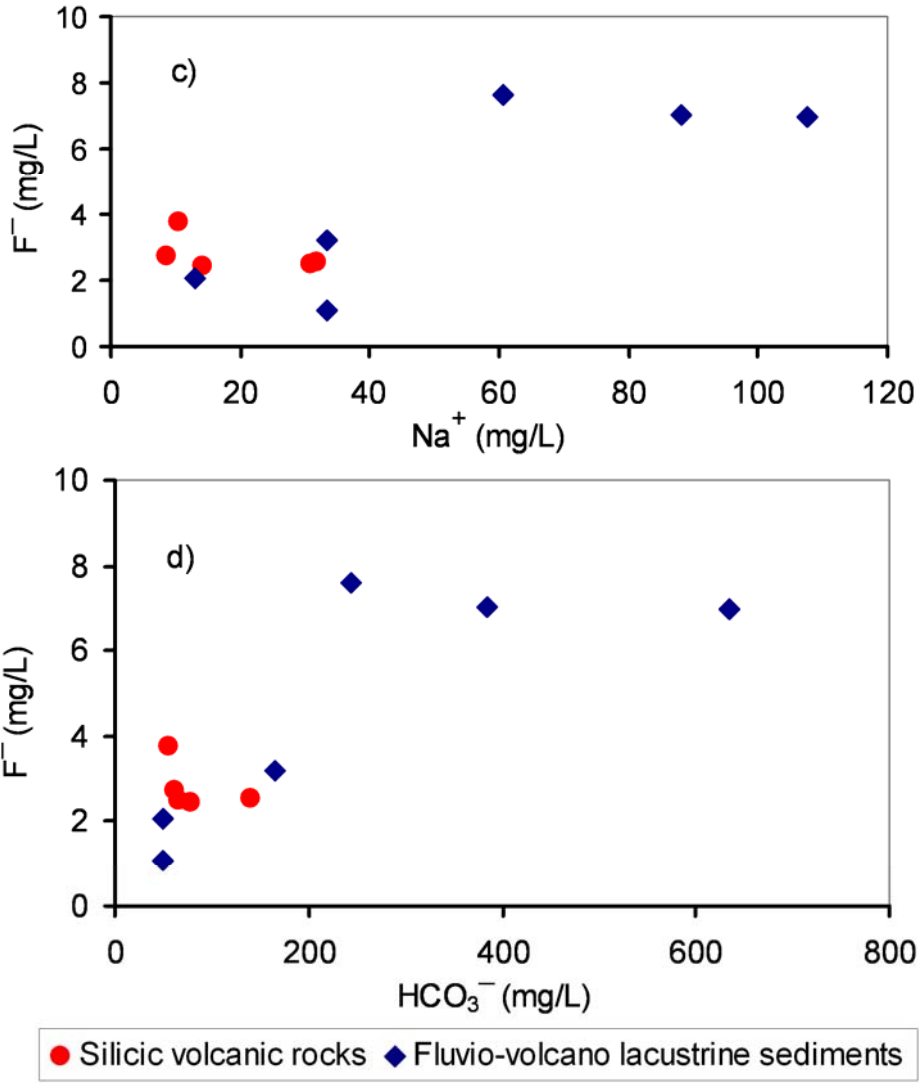 10
8
6
4
2
0
c)
F⁻ (mg/L)
0 20 40 60 80 100 120
Na⁺ (mg/L)
10
8
6
4
2
0
d)
F⁻ (mg/L)
0 200 400 600 800
HCO₃⁻ (mg/L)
Silicic volcanic rocks Fluvio-volcano lacustrine sediments